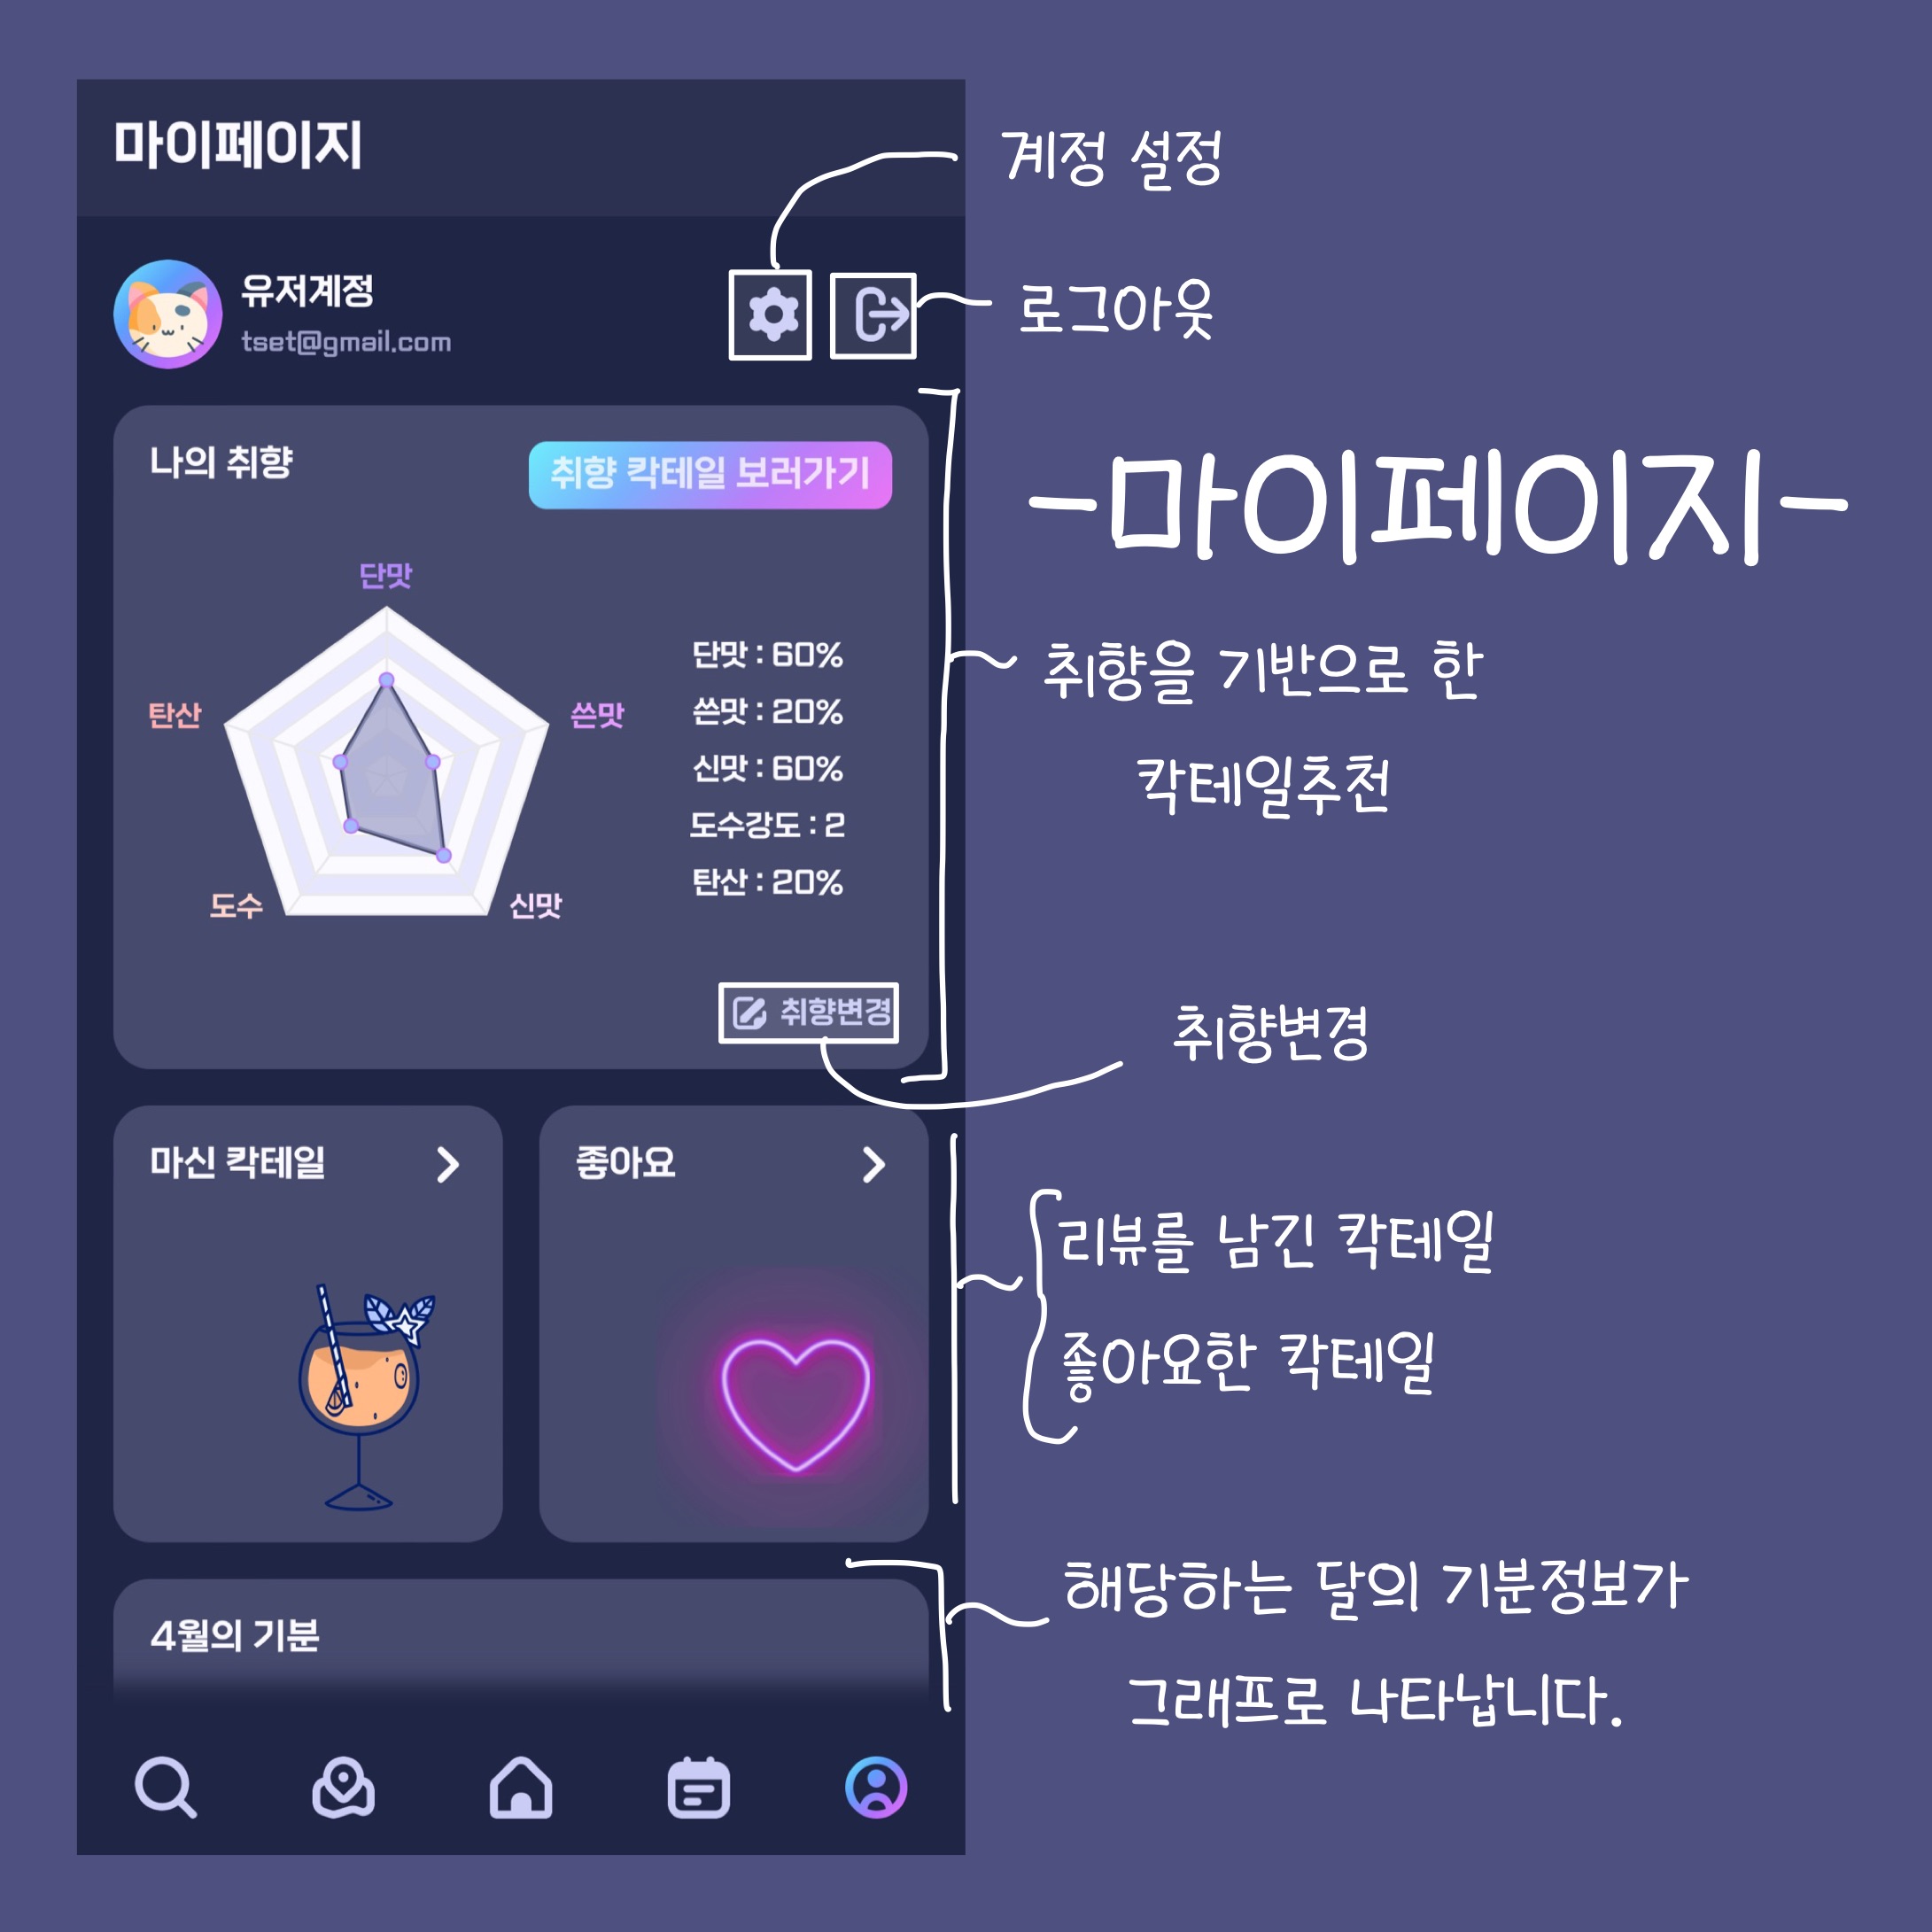 마이페이지
유저계정
tset@gmail.com
나의 취향
취향 칵테일 보러가기
단맛
탄산
쓴맛
도수
신맛
단맛 : 60%
쓴맛 : 20%
신맛 : 60%
도수강도 : 2
탄산 : 20%
취향변경
마신 칵테일
좋아요
4월의 기분
계정 설정
로그아웃
-마이페이지-
취향을 기반으로 한
칵테일추천
취향변경
리뷰를 남긴 칵테일
좋아요한 칵테일
해당하는 달의 기분정보가
그래프로 나타납니다.